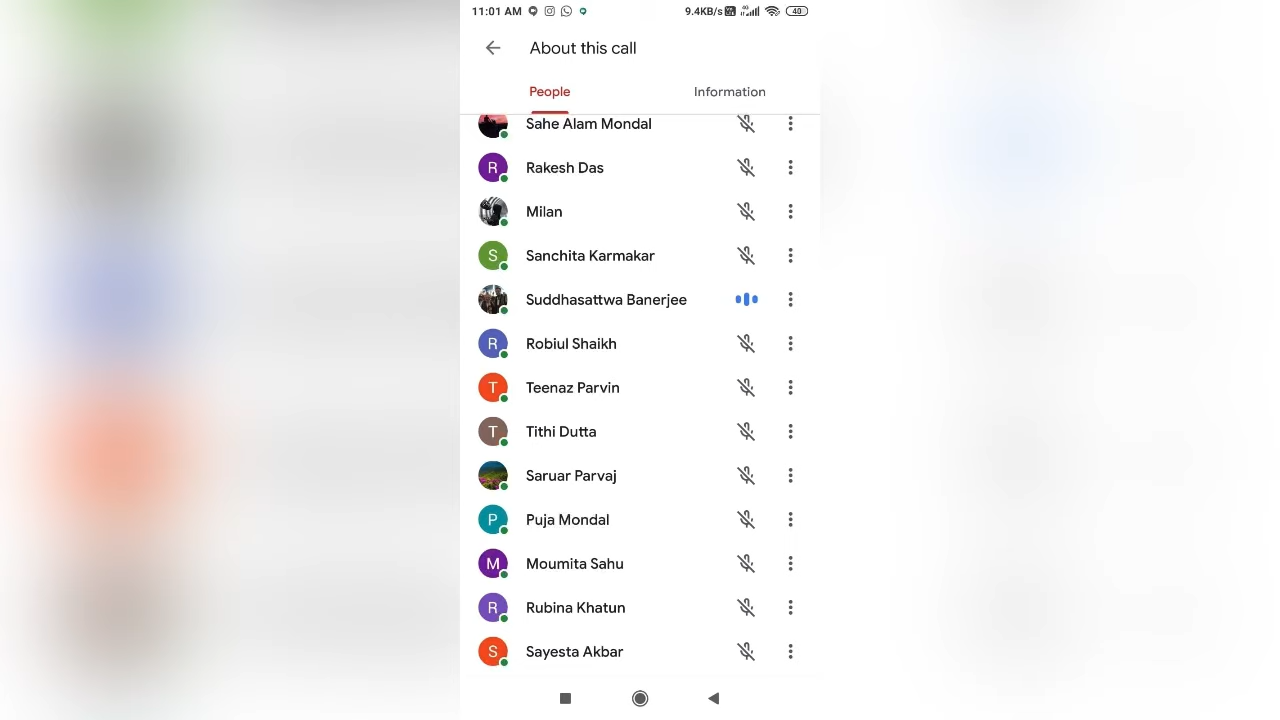 11:01 AM 9.4KB/s 4G 40
About this call
People Information
Sahe Alam Mondal
R Rakesh Das
Milan
S Sanchita Karmakar
Suddhasattwa Banerjee
R Robiul Shaikh
T Teenaz Parvin
T Tithi Dutta
Saruar Parvaj
P Puja Mondal
M Moumita Sahu
R Rubina Khatun
S Sayesta Akbar